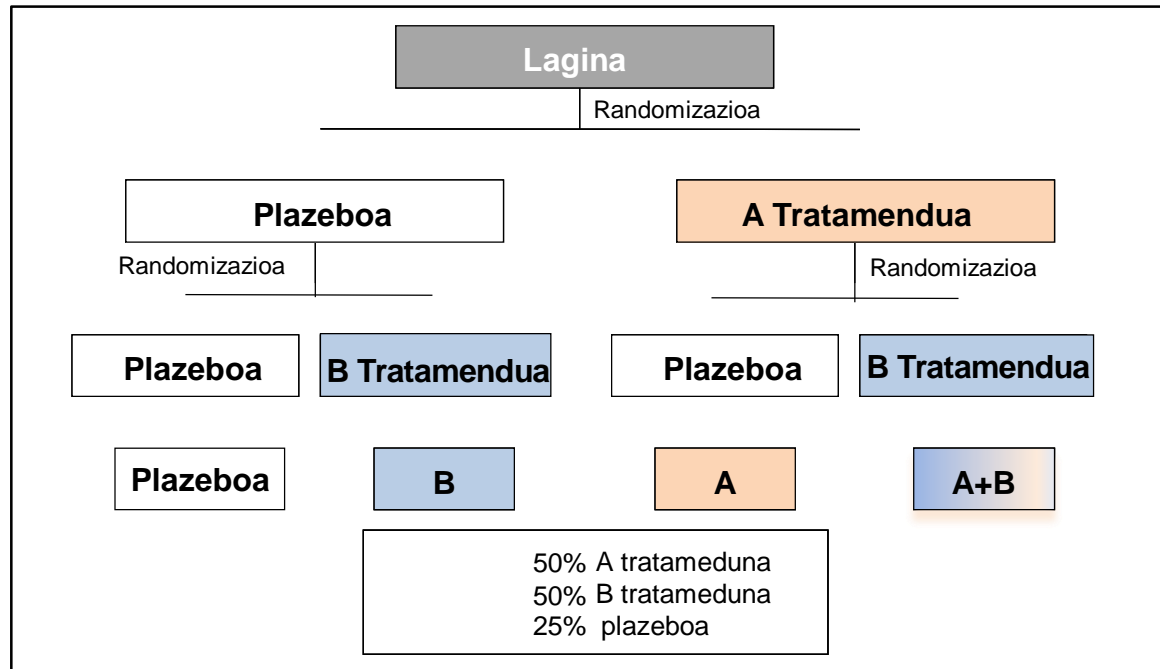 Lagina
Randomizazioa
Plazeboa
A Tratamendua
Randomizazioa
Randomizazioa
Plazeboa
B Tratamendua
Plazeboa
B Tratamendua
Plazeboa
B
A
A+B
50% A tratameduna
50% B tratameduna
25% plazeboa